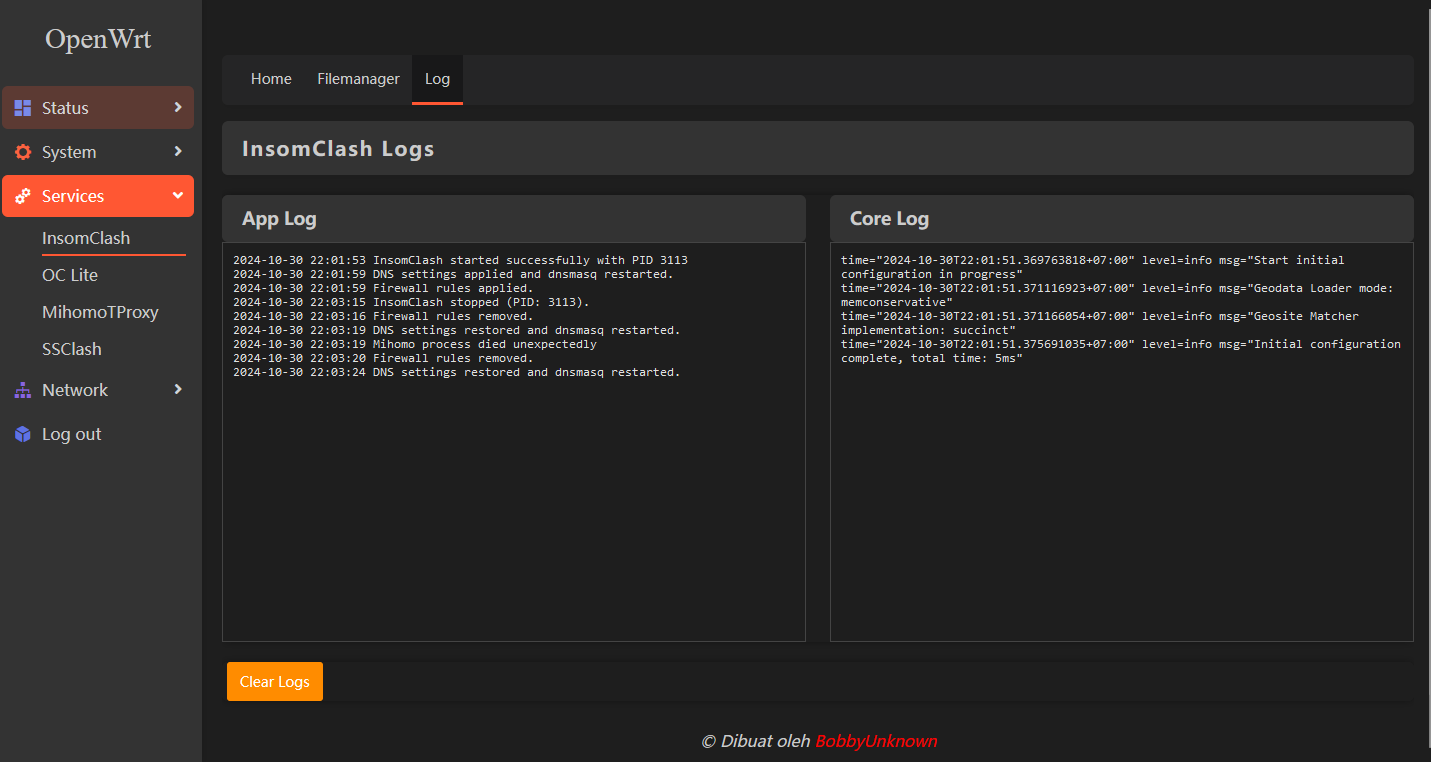 OpenWrt
Status
System
Services
InsomClash
OC Lite
MihomoTProxy
SSClash
Network
Log out
Home Filemanager Log
InsomClash Logs
App Log
2024-10-30 22:01:53 InsomClash started successfully with PID 3113
2024-10-30 22:01:59 DNS settings applied and dnsmasq restarted.
2024-10-30 22:01:59 Firewall rules applied.
2024-10-30 22:03:15 InsomClash stopped (PID: 3113).
2024-10-30 22:03:16 Firewall rules removed.
2024-10-30 22:03:19 DNS settings restored and dnsmasq restarted.
2024-10-30 22:03:19 Mihomo process died unexpectedly
2024-10-30 22:03:20 Firewall rules removed.
2024-10-30 22:03:24 DNS settings restored and dnsmasq restarted.
Core Log
time="2024-10-30T22:01:51.369763818+07:00" level=info msg="Start initial
configuration in progress"
time="2024-10-30T22:01:51.371116923+07:00" level=info msg="Geodata Loader mode:
memconservative"
time="2024-10-30T22:01:51.371166054+07:00" level=info msg="Geosite Matcher
implementation: succinct"
time="2024-10-30T22:01:51.375691035+07:00" level=info msg="Initial configuration
complete, total time: 5ms"
Clear Logs
© Dibuat oleh BobbyUnknown